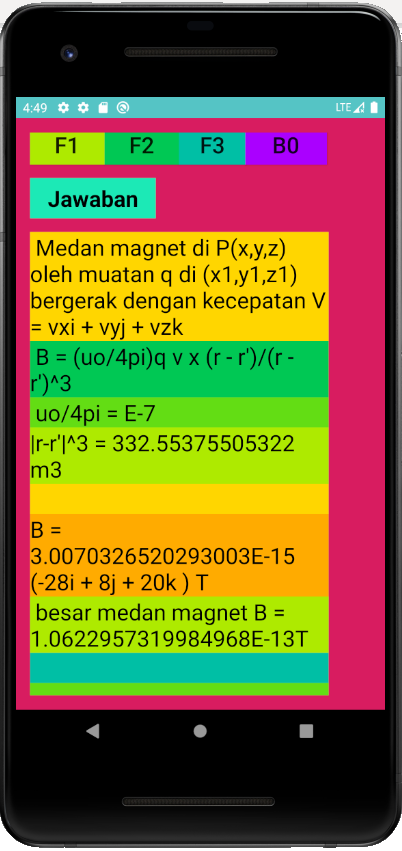 4:49 LTE
F1 F2 F3 B0
Jawaban
Medan magnet di P(x,y,z)
oleh muatan q di (x1,y1,z1)
bergerak dengan kecepatan V
= vxi + vyj + vzk
B = (uo/4pi)q v x (r - r')/(r -
r')^3
uo/4pi = E-7
|r-r'|^3 = 332.55375505322
m3
B =
3.0070326520293003E-15
(-28i + 8j + 20k ) T
besar medan magnet B =
1.0622957319984968E-13T